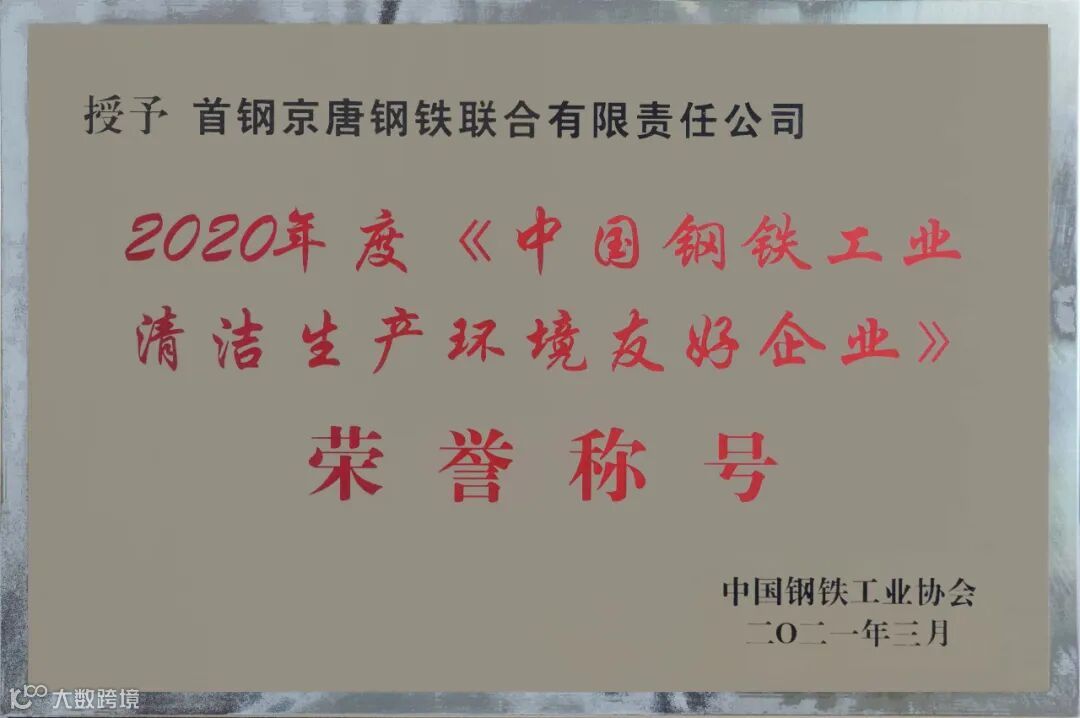 授予 首钢京唐钢铁联合有限责任公司
2020年度《中国钢铁工业
清洁生产环境友好企业》
荣誉称号
中国钢铁工业协会
二〇二一年三月
大数跨境